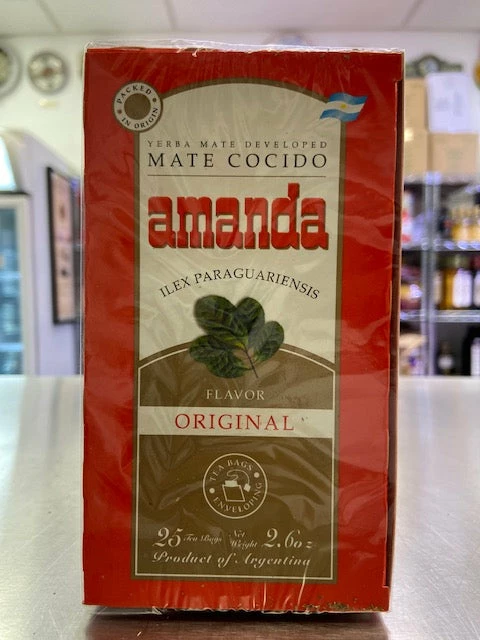 PACKED
IN ORIGIN
YERBA MATE DEVELOPED
MATE COCIDO
amanda
ILEX PARAGUARIENSIS
FLAVOR
ORIGINAL
TEA BAGS
ENVELOPING
25 Tea Bags Net Weight 2.6oz
Product of Argentina